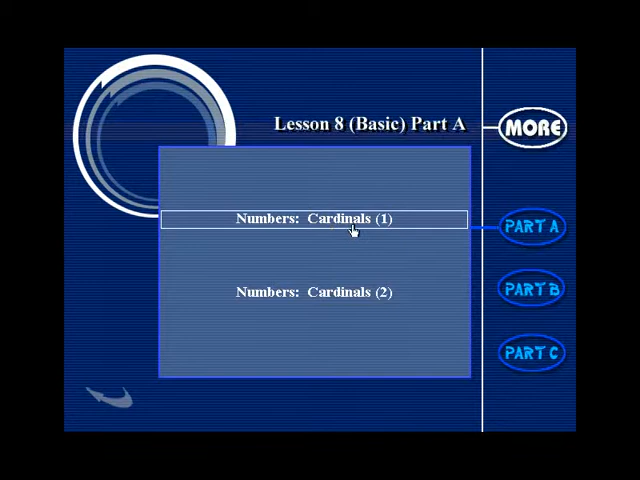 Lesson 8 (Basic) Part A
MORE
Numbers: Cardinals (1)
PART A
Numbers: Cardinals (2)
PART B
PART C